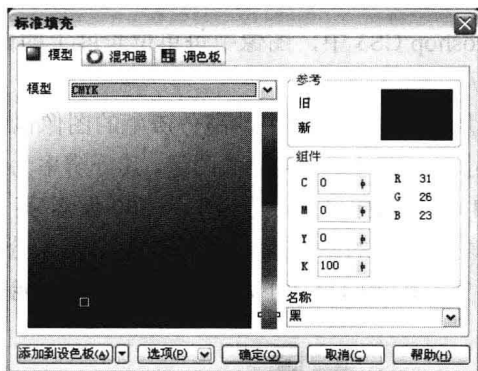 标准填充
模型 混和器 调色板
模型 CMYK
参考
旧
新
组件
C 0 R 31
M 0 G 26
Y 0 B 23
K 100
名称
黑
添加到设色板(A) 选项(P) 确定(O) 取消(C) 帮助(H)